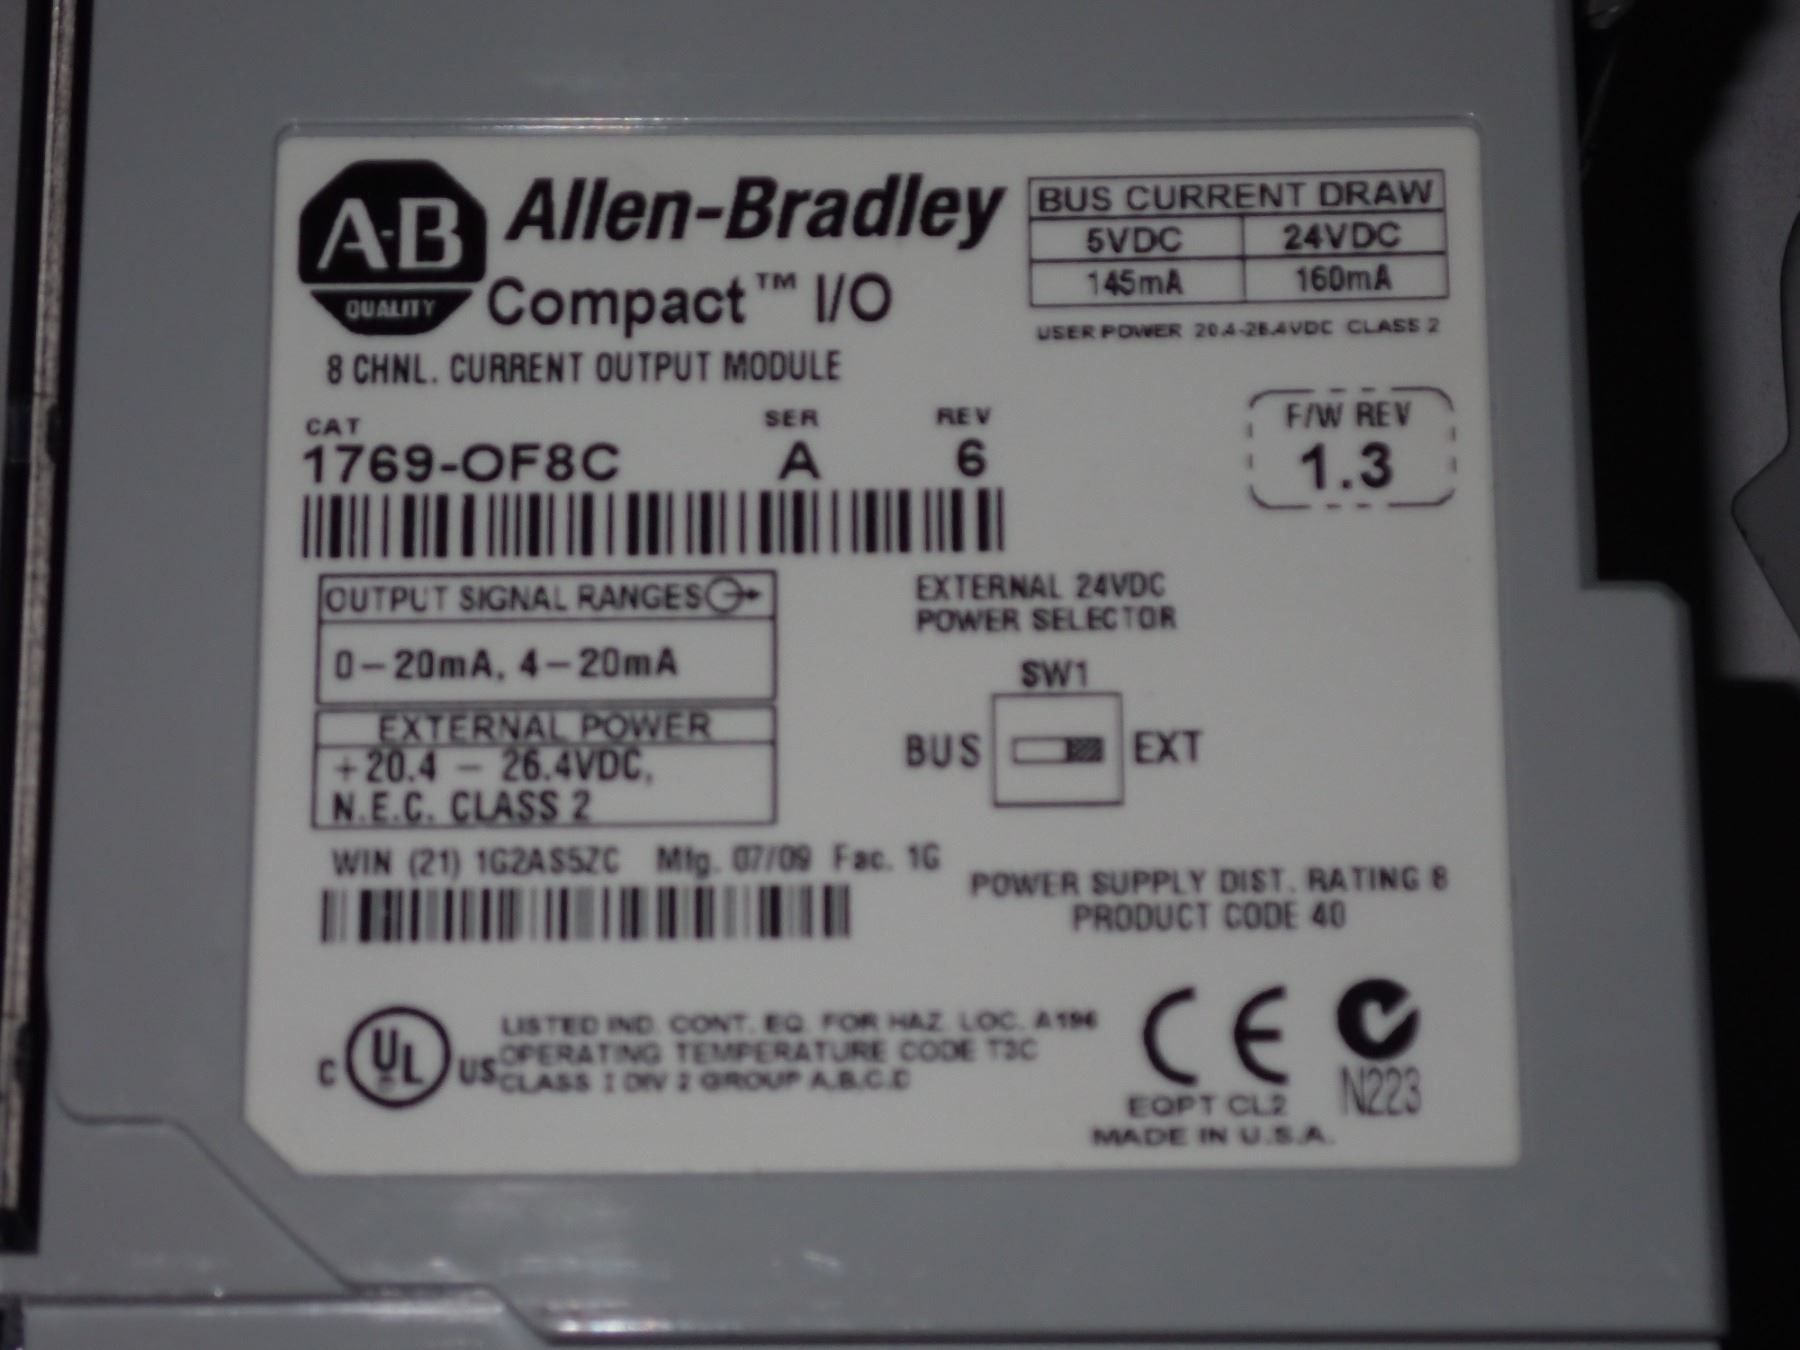 A-B
QUALITY
Allen-Bradley
Compact™ I/O
8 CHNL. CURRENT OUTPUT MODULE
BUS CURRENT DRAW
5VDC 24VDC
145mA 160mA
USER POWER 20.4-26.4VDC CLASS 2
CAT SER REV
1769-OF8C A 6
F/W REV
1.3
OUTPUT SIGNAL RANGES
0-20mA, 4-20mA
EXTERNAL POWER
+20.4 - 26.4VDC,
N.E.C. CLASS 2
EXTERNAL 24VDC
POWER SELECTOR
SW1
BUS EXT
WIN (21) 1G2AS5ZC Mfg. 07/09 Fac. 1G
POWER SUPPLY DIST. RATING 8
PRODUCT CODE 40
C UL US
LISTED IND. CONT. EQ. FOR HAZ. LOC. A196
OPERATING TEMPERATURE CODE T3C
CLASS I DIV 2 GROUP A,B,C,D
CE
N223
EQPT CL2
MADE IN U.S.A.